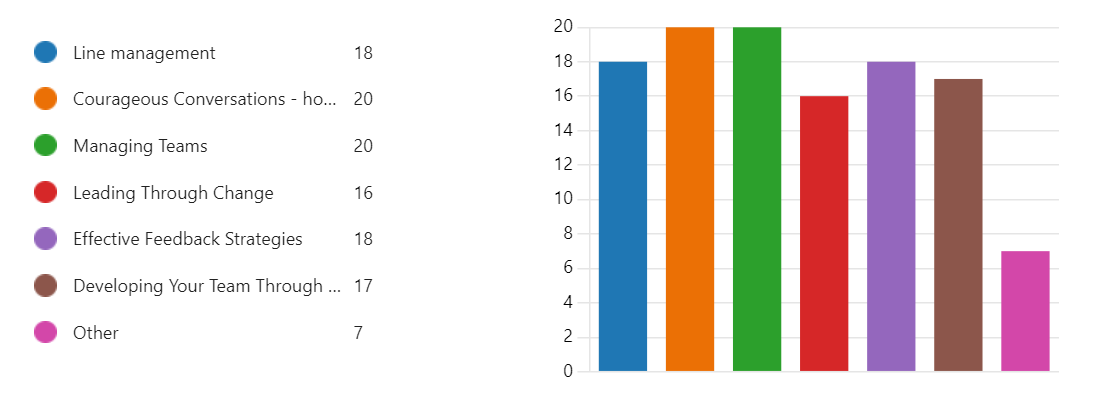 Line management 18
Courageous Conversations - ho... 20
Managing Teams 20
Leading Through Change 16
Effective Feedback Strategies 18
Developing Your Team Through ... 17
Other 7
20
18
16
14
12
10
8
6
4
2
0